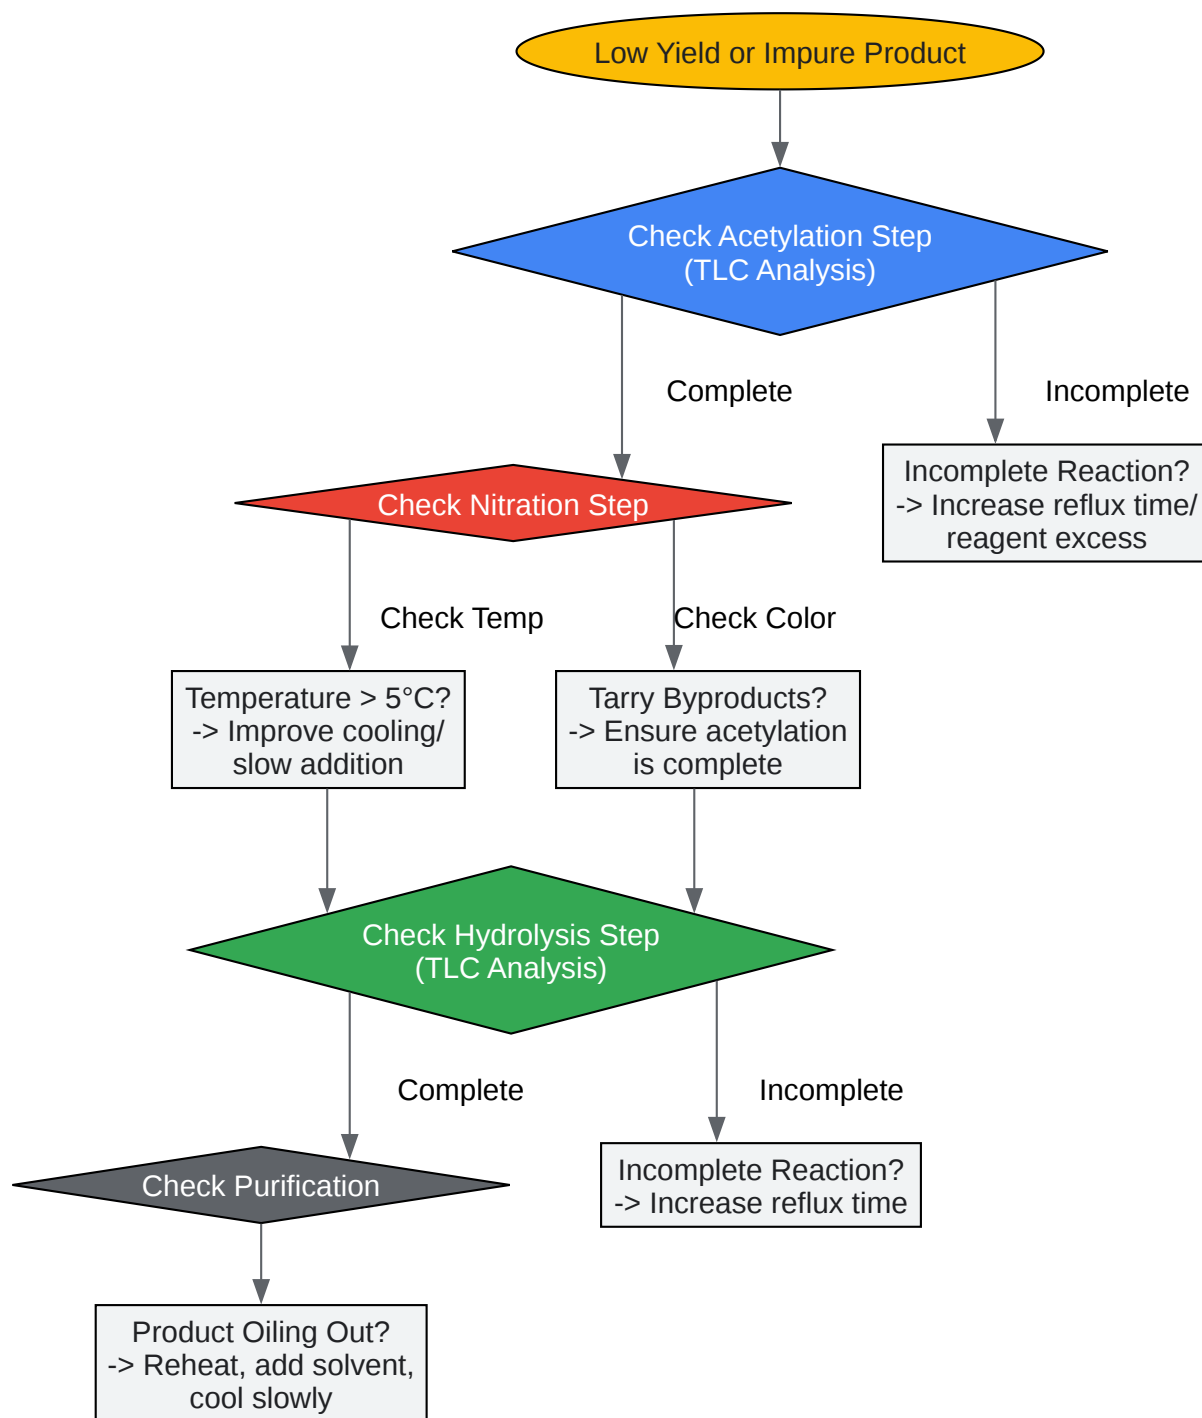 Low Yield or Impure Product
Check Acetylation Step
(TLC Analysis)
Complete
Incomplete
Incomplete Reaction?
-> Increase reflux time/
reagent excess
Check Nitration Step
Check Temp
Check Color
Temperature > 5°C?
-> Improve cooling/
slow addition
Tarry Byproducts?
-> Ensure acetylation
is complete
Check Hydrolysis Step
(TLC Analysis)
Complete
Incomplete
Check Purification
Incomplete Reaction?
-> Increase reflux time
Product Oiling Out?
-> Reheat, add solvent,
cool slowly